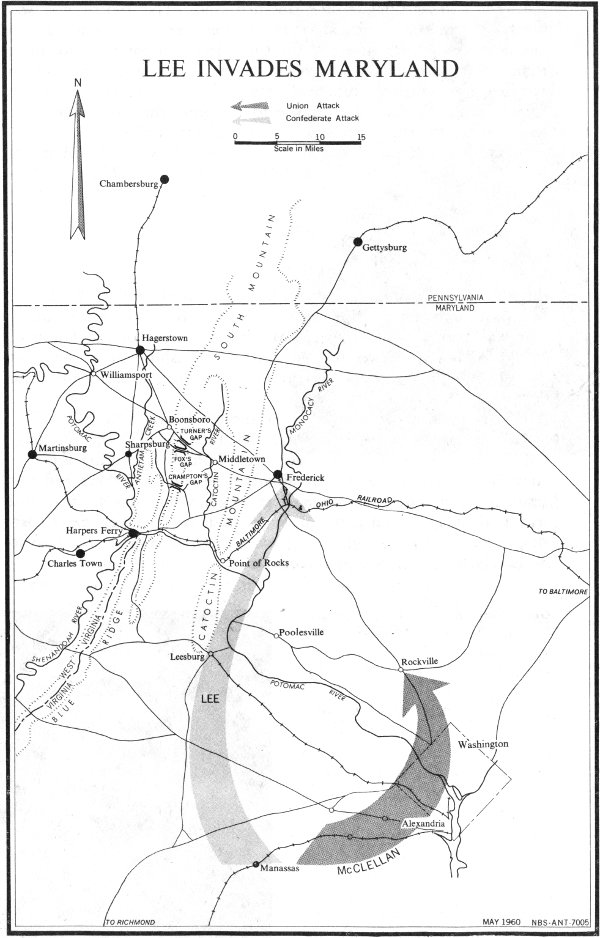 LEE INVADES MARYLAND
N
Union Attack
Confederate Attack
0 5 10 15
Scale in Miles
Chambersburg
Gettysburg
SOUTH MOUNTAIN
PENNSYLVANIA
MARYLAND
Hagerstown
Williamsport
POTOMAC
RIVER
Boonsboro
TURNER'S
GAP
Sharpsburg
ANTIETAM CREEK
FOX'S
GAP
CRAMPTON'S
GAP
Martinsburg
Middletown
CATOCTIN
RIVER
MONOCACY
RIVER
Frederick
CATOCTIN MOUNTAIN
BALTIMORE & OHIO RAILROAD
Harpers Ferry
Charles Town
Point of Rocks
TO BALTIMORE
SHENANDOAH RIVER
WEST VIRGINIA
VIRGINIA
BLUE RIDGE
Poolesville
Leesburg
Rockville
POTOMAC RIVER
LEE
Washington
Alexandria
McCLELLAN
Manassas
TO RICHMOND
MAY 1960 NBS-ANT-7005